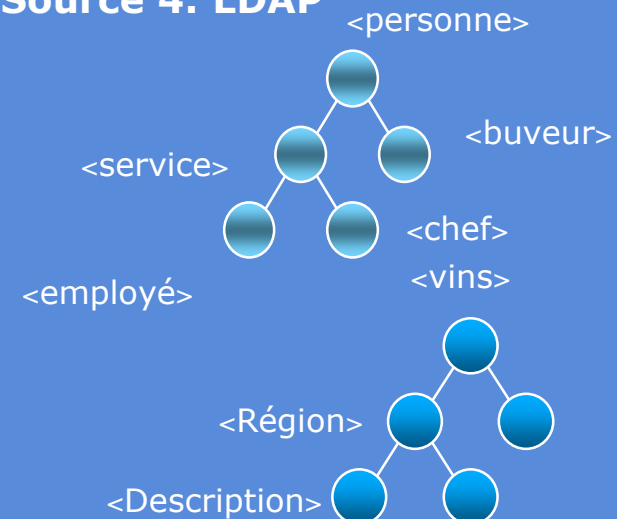 Source 4: LDAP
<personne>
<buveur>
<service>
<chef>
<vins>
<employé>
<Région>
<Description>